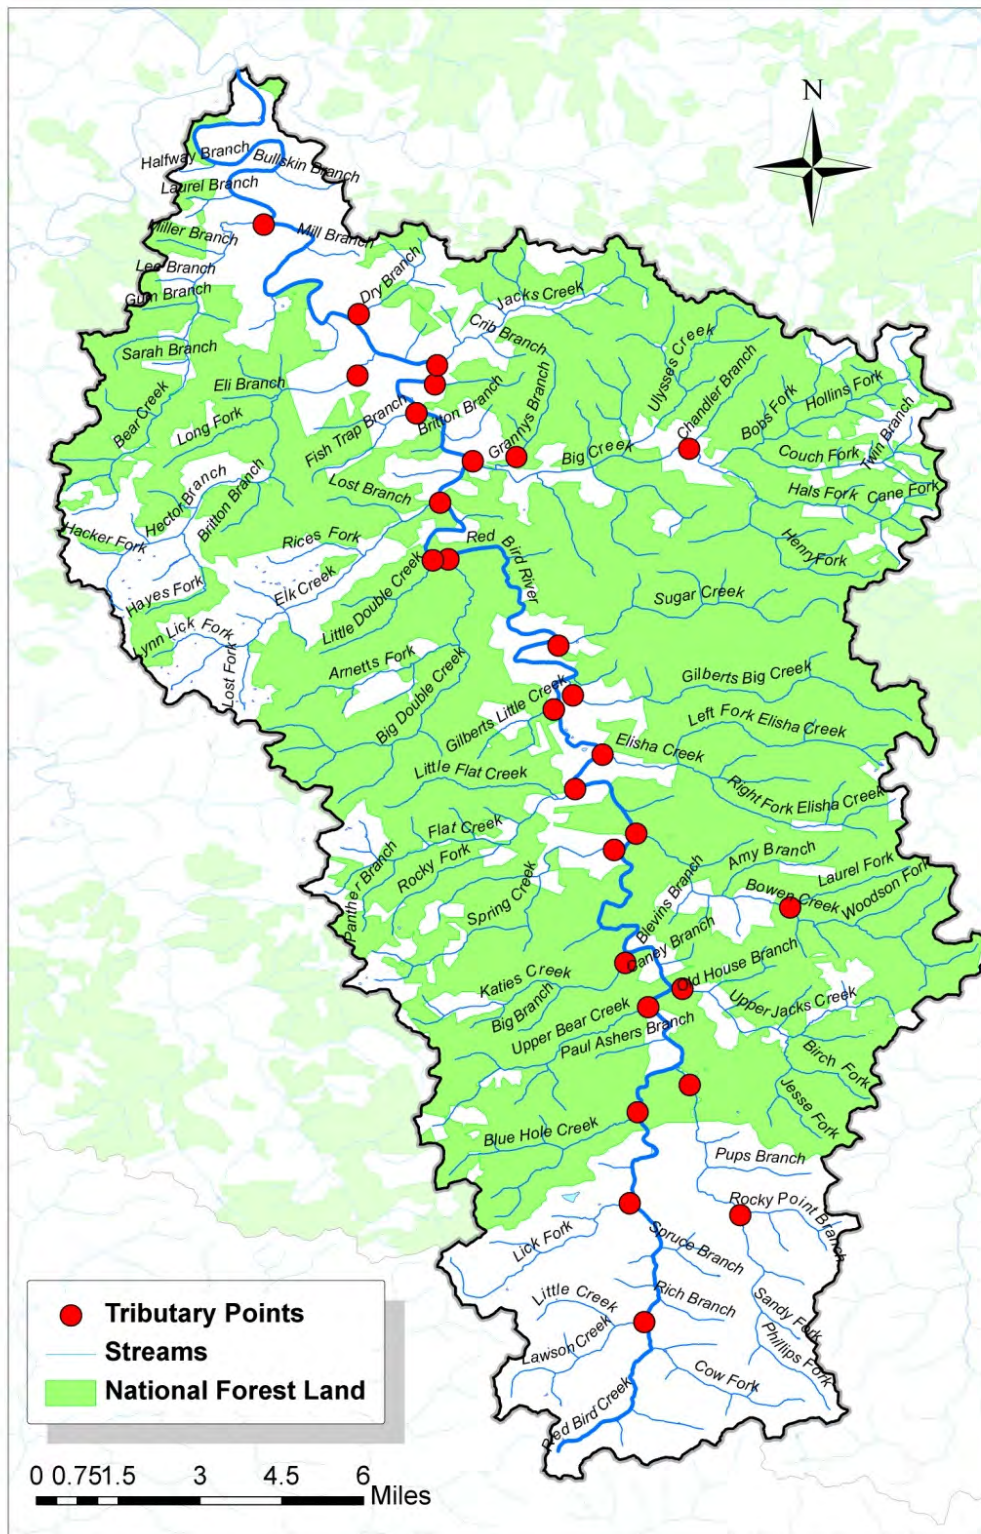 N
Halfway Branch
Bullskin Branch
Laurel Branch
Miller Branch
Mill Branch
Lee Branch
Gum Branch
Dry Branch
Jacks Creek
Crib Branch
Sarah Branch
Ulysses Creek
Chandler Branch
Eli Branch
Bear Creek
Long Fork
Fish Trap Branch
Britton Branch
Grannys Branch
Bobs Fork
Hollins Fork
Twin Branch
Big Creek
Couch Fork
Hector Branch
Britton Branch
Lost Branch
Hals Fork
Cane Fork
Hacker Fork
Rices Fork
Red Bird River
Henry Fork
Hayes Fork
Elk Creek
Little Double Creek
Sugar Creek
Lynn Lick Fork
Lost Fork
Arnetts Fork
Big Double Creek
Gilberts Little Creek
Gilberts Big Creek
Left Fork Elisha Creek
Elisha Creek
Little Flat Creek
Right Fork Elisha Creek
Flat Creek
Rocky Fork
Panther Branch
Amy Branch
Laurel Fork
Bowen Creek
Woodson Fork
Spring Creek
Blevins Branch
Caney Branch
Old House Branch
Katies Creek
Big Branch
Upper Bear Creek
Upper Jacks Creek
Paul Ashers Branch
Birch Fork
Jesse Fork
Blue Hole Creek
Pups Branch
Rocky Point Branch
Lick Fork
Spruce Branch
Little Creek
Rich Branch
Sandy Fork
Lawson Creek
Phillips Fork
Cow Fork
Red Bird Creek
Tributary Points
Streams
National Forest Land
0 0.75 1.5 3 4.5 6
Miles